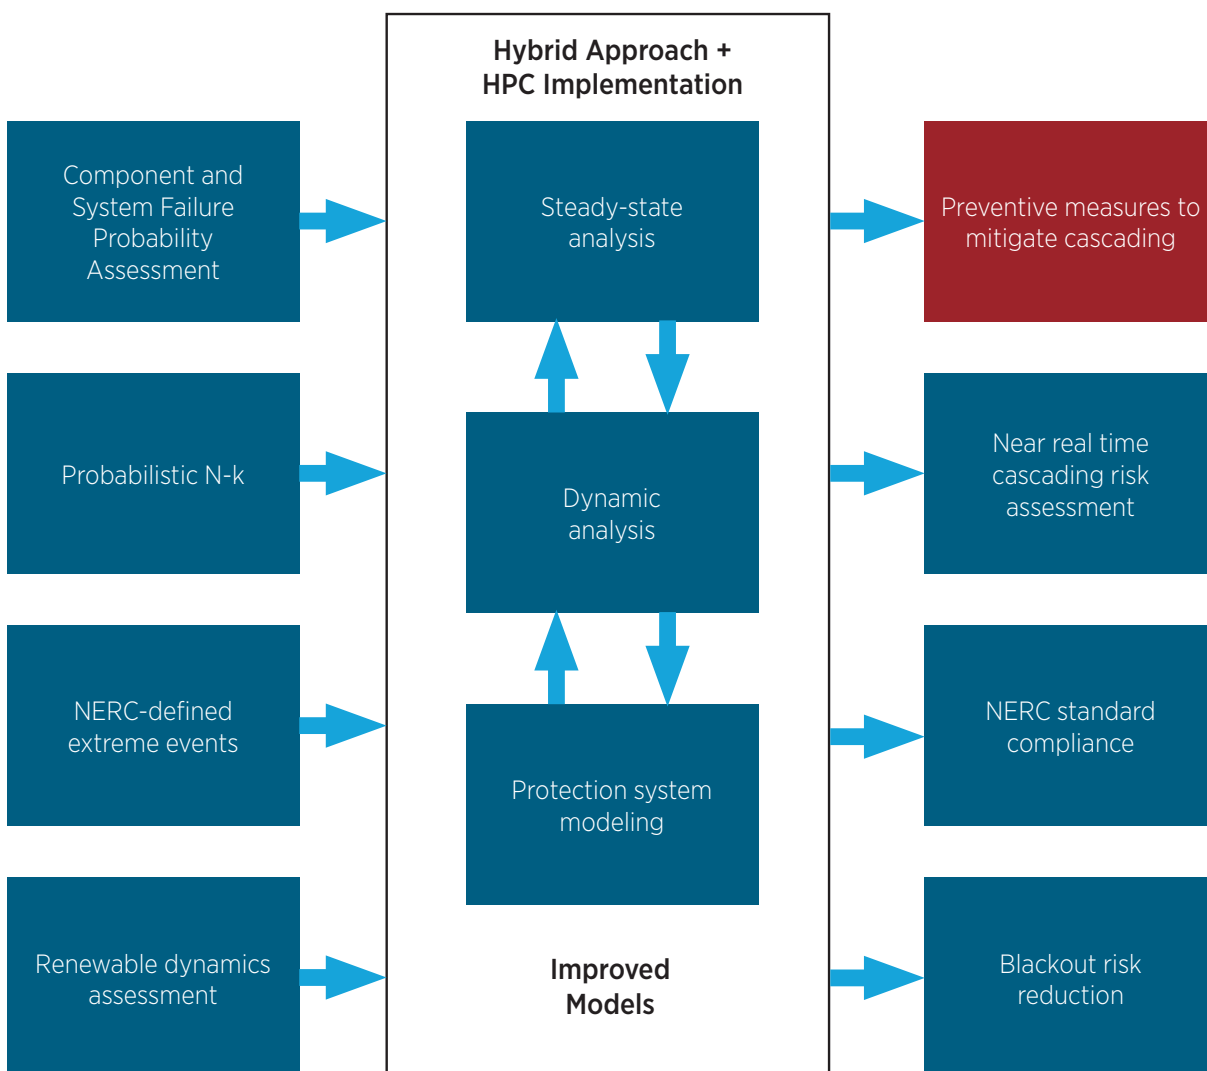 Hybrid Approach +
HPC Implementation
Component and
System Failure
Probability
Assessment
Probabilistic N-k
NERC-defined
extreme events
Renewable dynamics
assessment
Steady-state
analysis
Dynamic
analysis
Protection system
modeling
Improved
Models
Preventive measures to
mitigate cascading
Near real time
cascading risk
assessment
NERC standard
compliance
Blackout risk
reduction